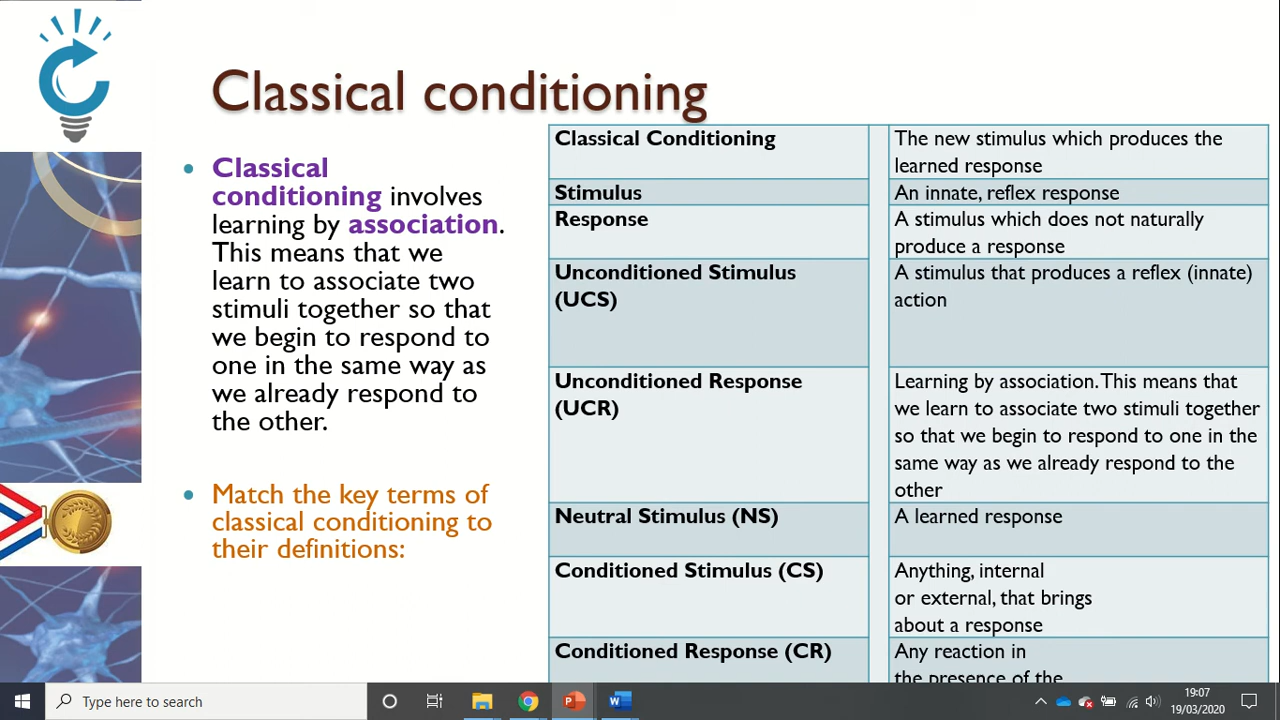 Classical conditioning
Classical
conditioning involves
learning by association.
This means that we
learn to associate two
stimuli together so that
we begin to respond to
one in the same way as
we already respond to
the other.
Match the key terms of
classical conditioning to
their definitions:
Classical Conditioning
The new stimulus which produces the
learned response
Stimulus
An innate, reflex response
Response
A stimulus which does not naturally
produce a response
Unconditioned Stimulus
(UCS)
A stimulus that produces a reflex (innate)
action
Unconditioned Response
(UCR)
Learning by association. This means that
we learn to associate two stimuli together
so that we begin to respond to one in the
same way as we already respond to the
other
Neutral Stimulus (NS)
A learned response
Conditioned Stimulus (CS)
Anything, internal
or external, that brings
about a response
Conditioned Response (CR)
Any reaction in
the presence of the
Type here to search
19:07
19/03/2020